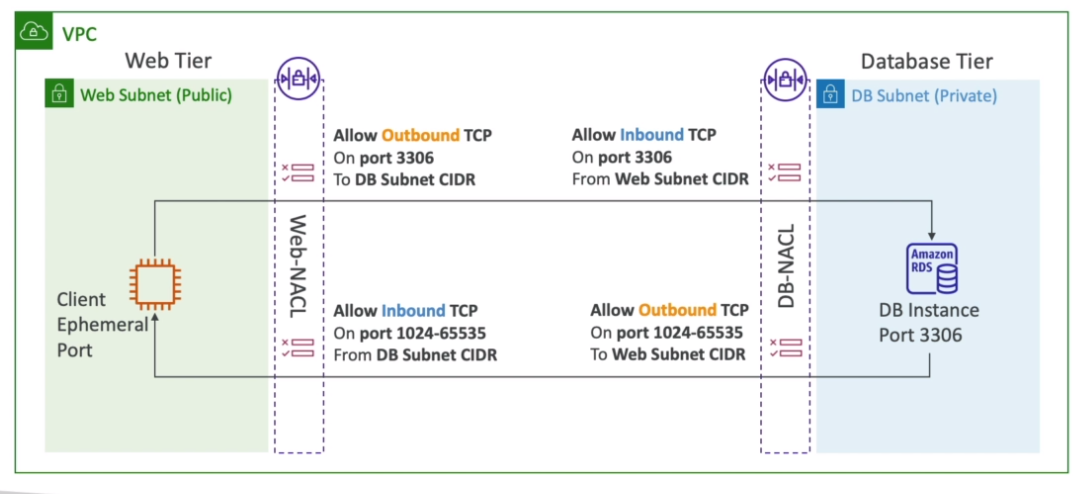 VPC
Web Tier
Database Tier
Web Subnet (Public)
DB Subnet (Private)
Allow Outbound TCP
On port 3306
To DB Subnet CIDR
Allow Inbound TCP
On port 3306
From Web Subnet CIDR
Web-NACL
DB-NACL
Amazon
RDS
Client
Ephemeral
Port
Allow Inbound TCP
On port 1024-65535
From DB Subnet CIDR
Allow Outbound TCP
On port 1024-65535
To Web Subnet CIDR
DB Instance
Port 3306